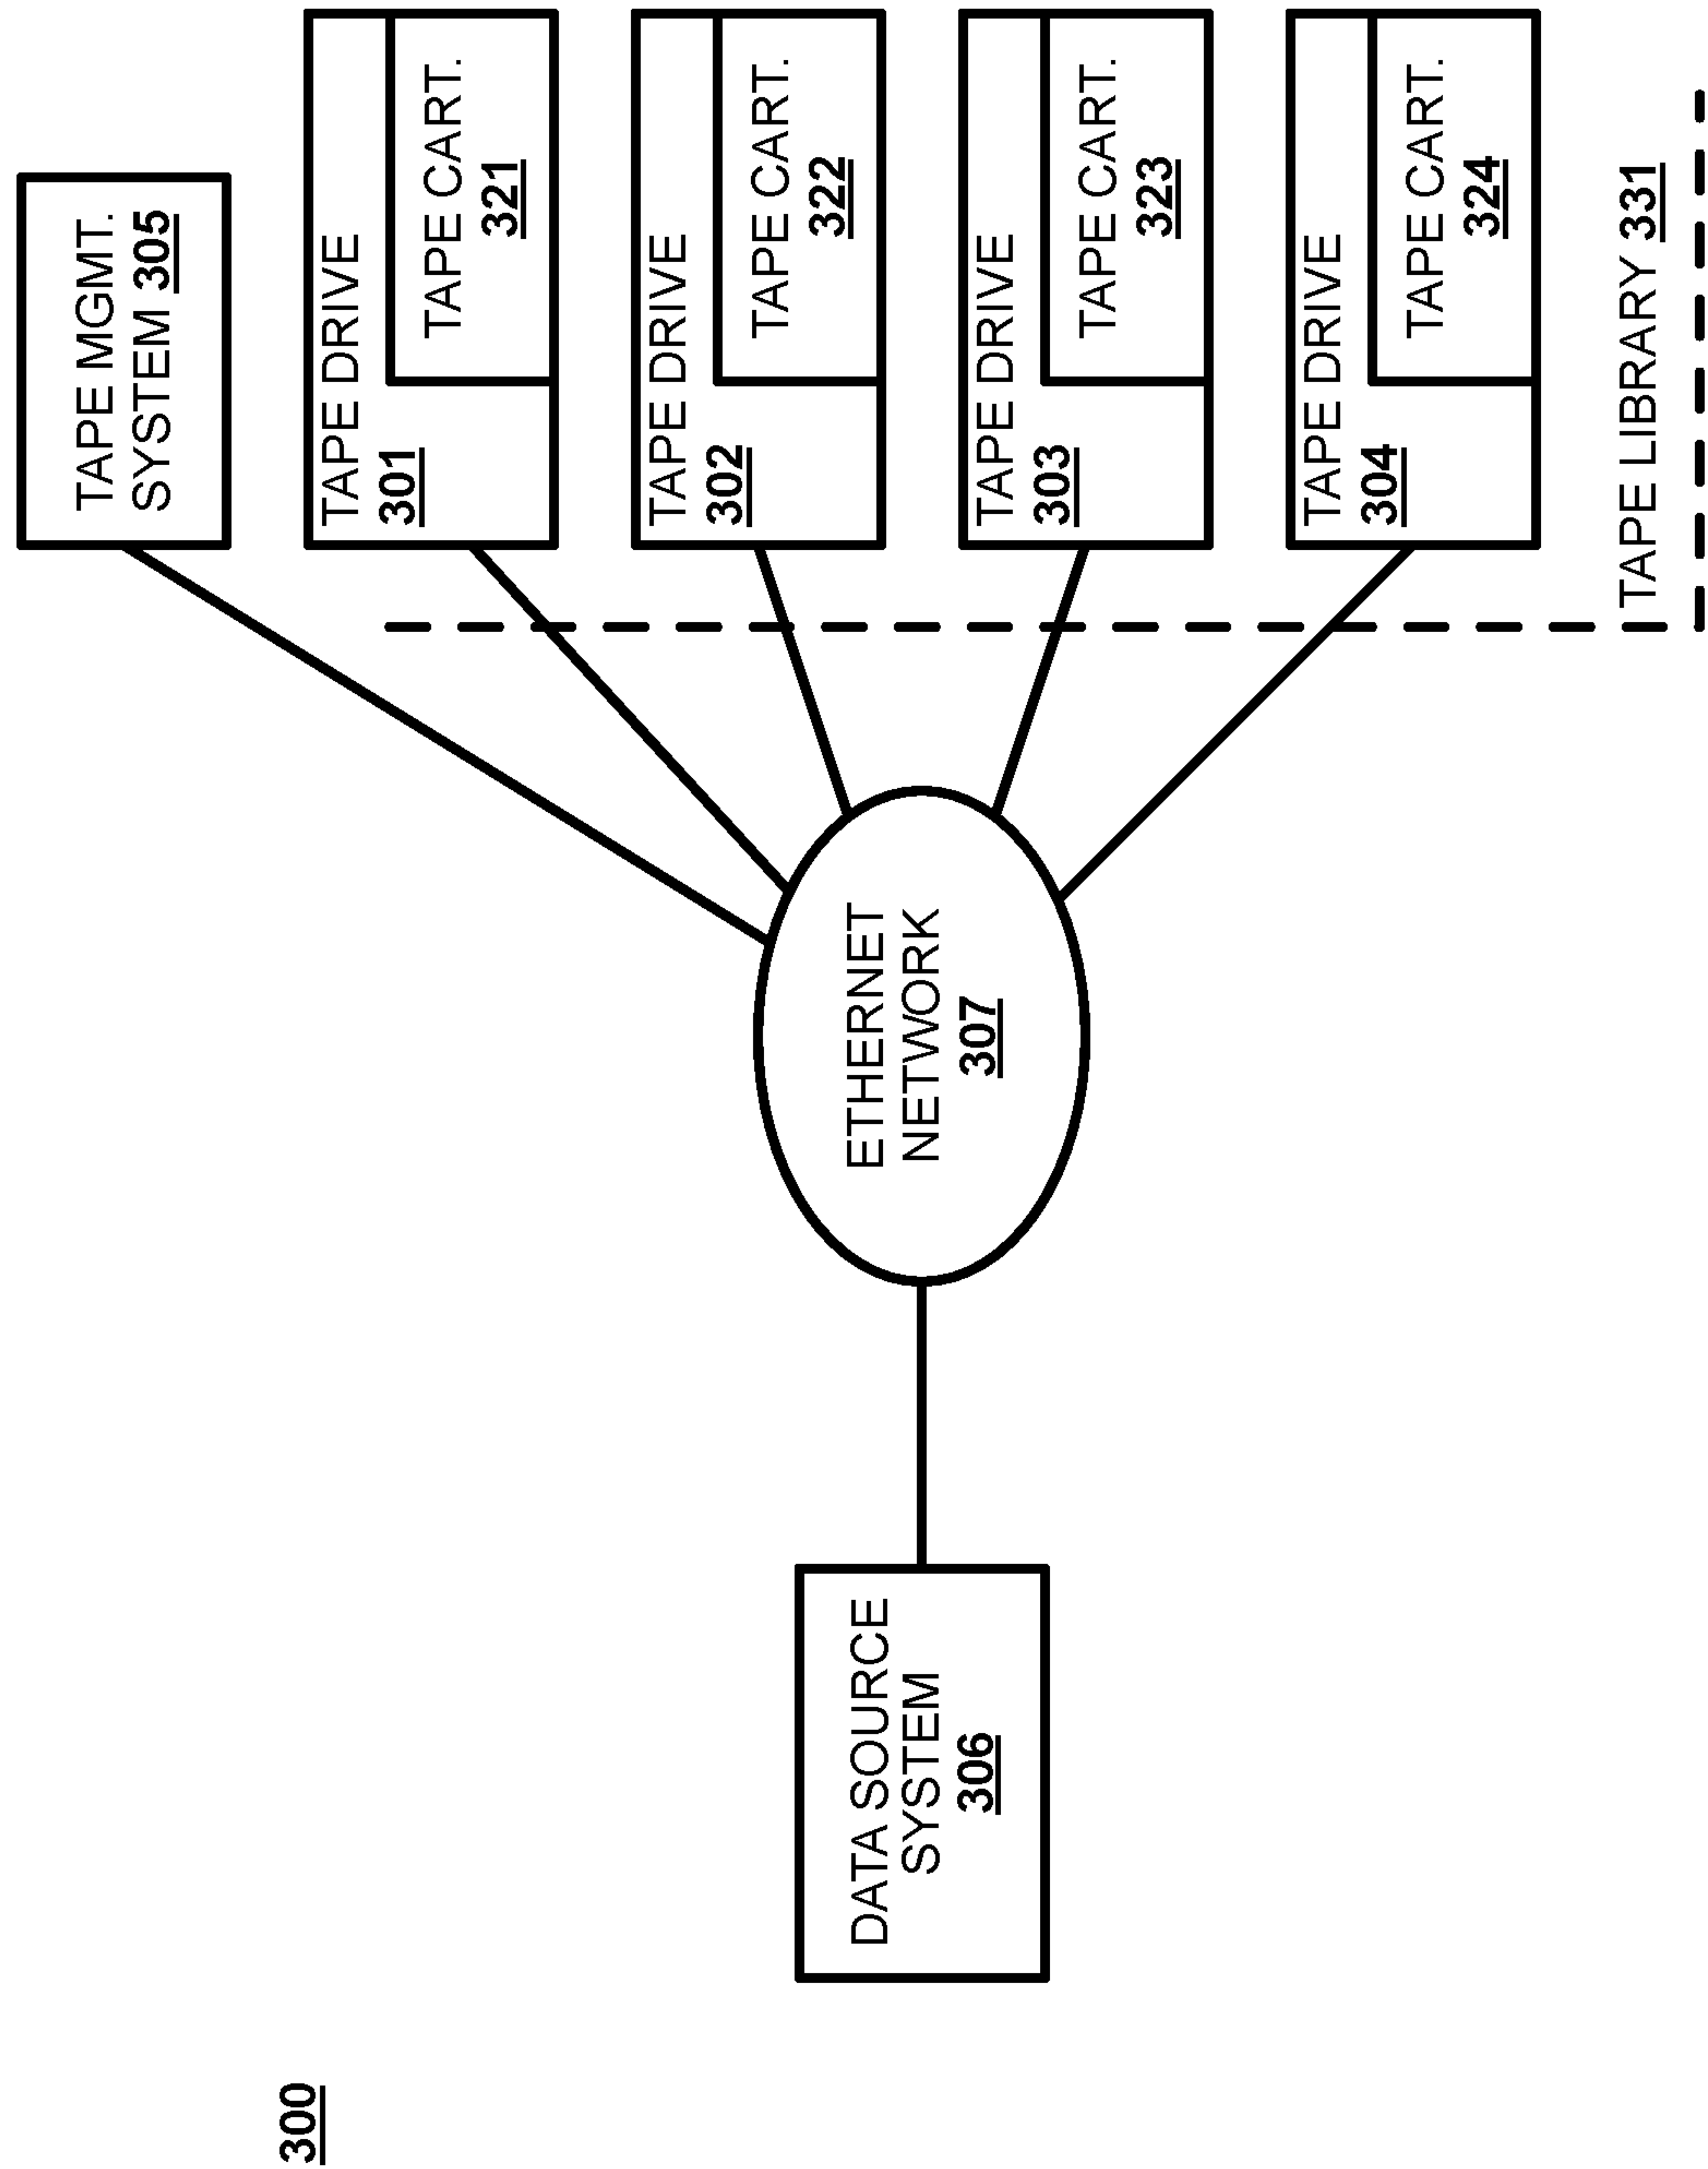 300
TAPE MGMT.
SYSTEM 305
TAPE DRIVE
301
TAPE CART.
321
TAPE DRIVE
302
TAPE CART.
322
DATA SOURCE
SYSTEM
306
ETHERNET
NETWORK
307
TAPE DRIVE
303
TAPE CART.
323
TAPE DRIVE
304
TAPE CART.
324
TAPE LIBRARY 331